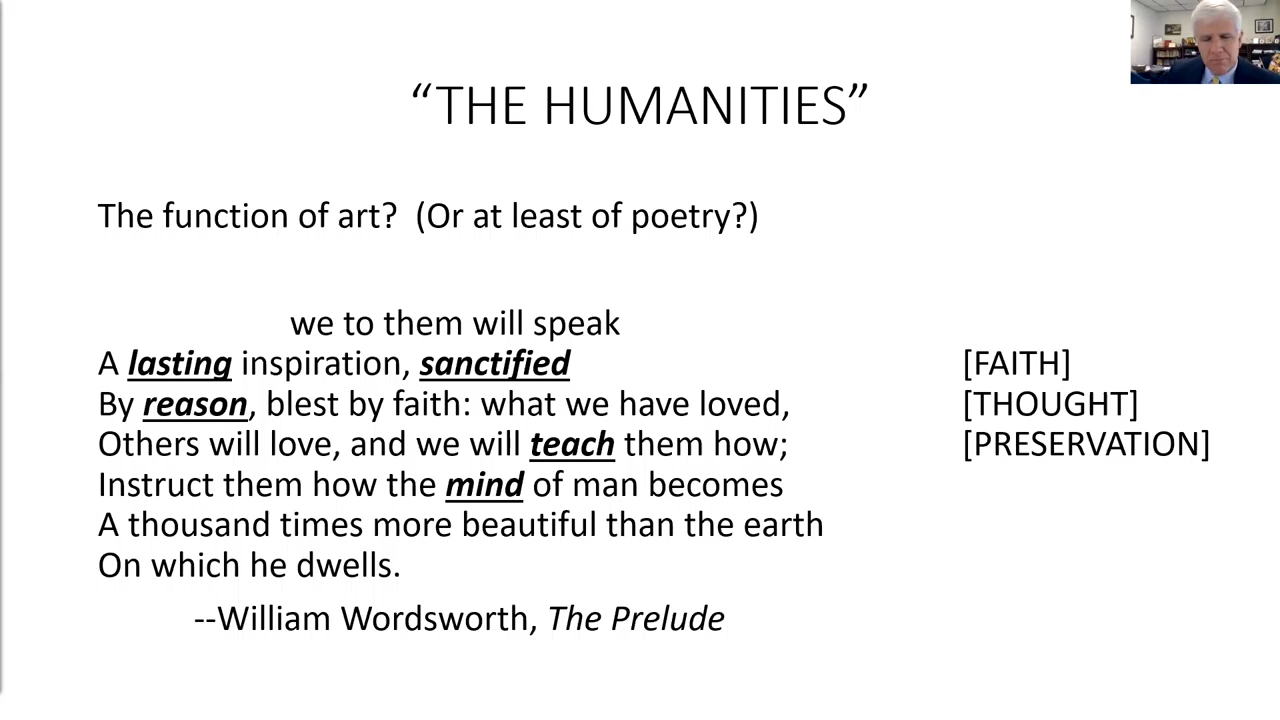 “THE HUMANITIES”
The function of art?  (Or at least of poetry?)
we to them will speak
A lasting inspiration, sanctified [FAITH]
By reason, blest by faith: what we have loved, [THOUGHT]
Others will love, and we will teach them how; [PRESERVATION]
Instruct them how the mind of man becomes
A thousand times more beautiful than the earth
On which he dwells.
--William Wordsworth, The Prelude